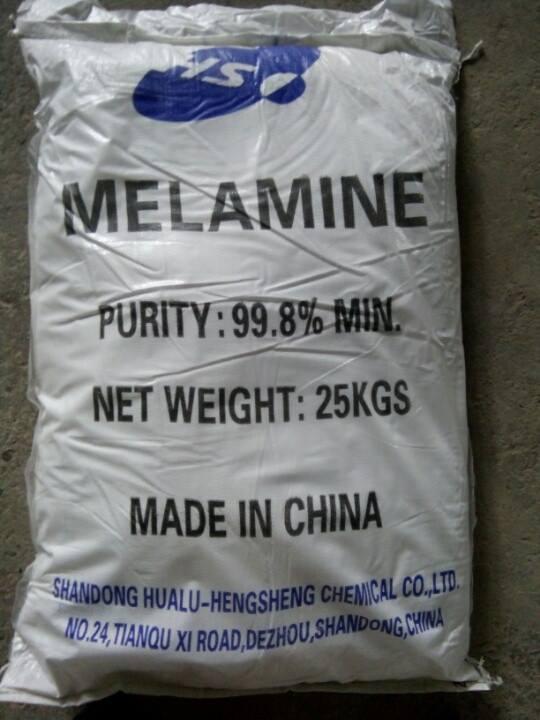 MELAMINE
PURITY: 99.8% MIN.
NET WEIGHT: 25KGS
MADE IN CHINA
SHANDONG HUALU-HENGSHENG CHEMICAL CO.,LTD.
NO.24,TIANQU XI ROAD,DEZHOU,SHANDONG,CHINA